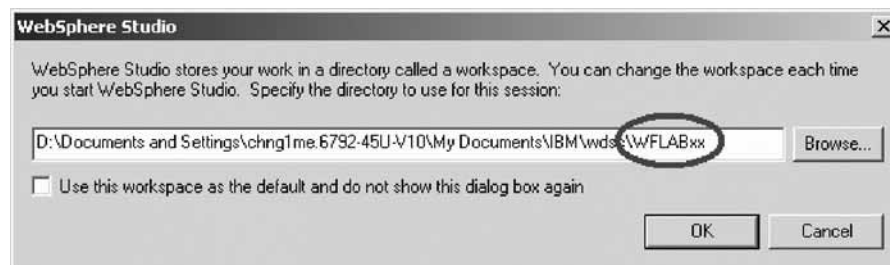 WebSphere Studio
WebSphere Studio stores your work in a directory called a workspace. You can change the workspace each time
you start WebSphere Studio. Specify the directory to use for this session:
D:\Documents and Settings\chng1me.6792-45U-V10\My Documents\IBM\wdsc\WFLABxx
Browse...
Use this workspace as the default and do not show this dialog box again
OK
Cancel